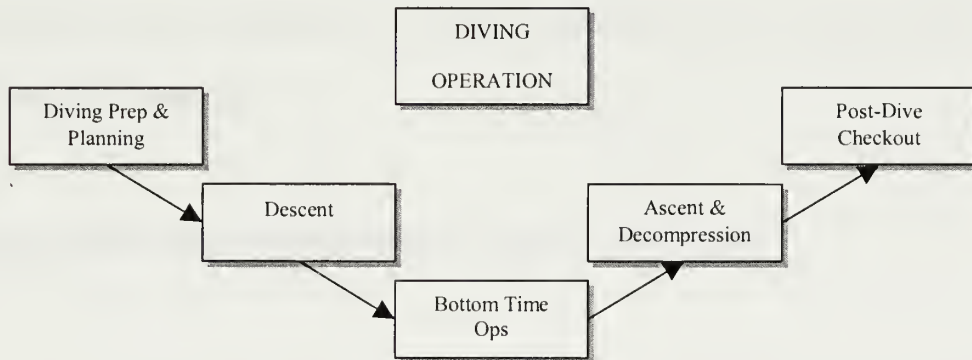 DIVING
OPERATION
Diving Prep &
Planning
Descent
Bottom Time
Ops
Ascent &
Decompression
Post-Dive
Checkout